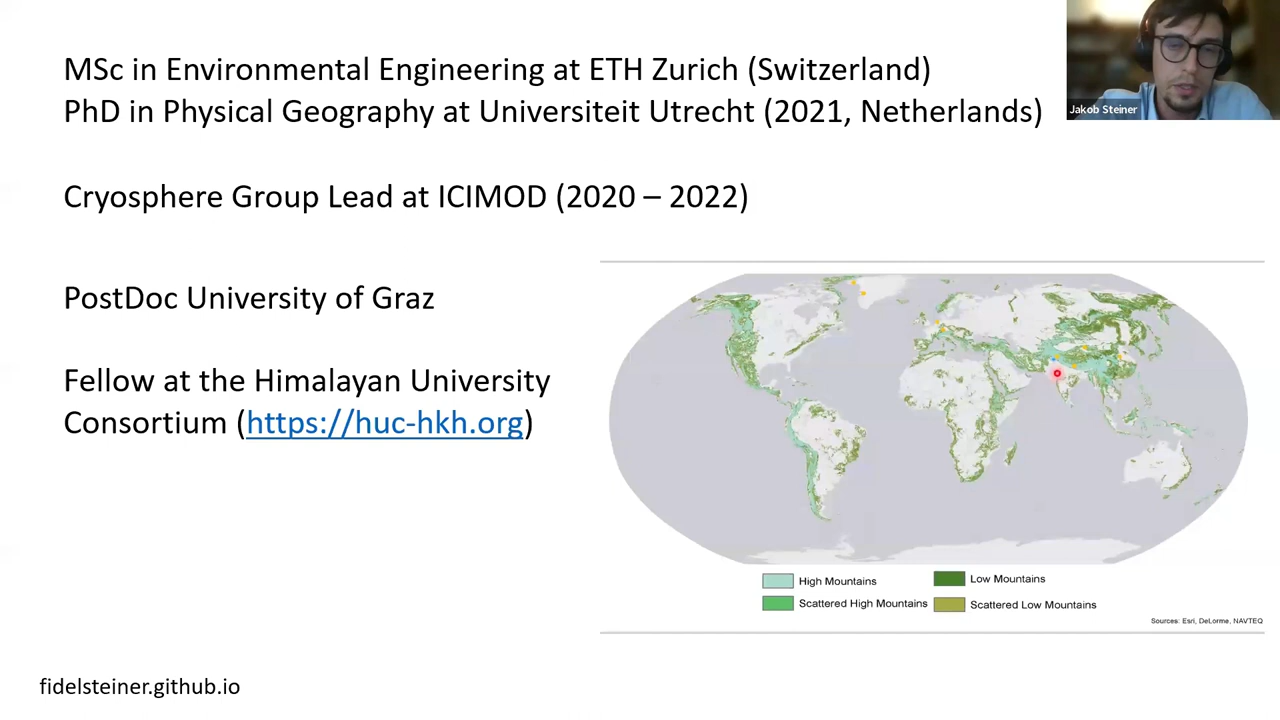 MSc in Environmental Engineering at ETH Zurich (Switzerland)
PhD in Physical Geography at Universiteit Utrecht (2021, Netherlands)
Jakob Steiner
Cryosphere Group Lead at ICIMOD (2020 – 2022)
PostDoc University of Graz
Fellow at the Himalayan University
Consortium (https://huc-hkh.org)
High Mountains
Low Mountains
Scattered High Mountains
Scattered Low Mountains
Sources: Esri, DeLorme, NAVTEQ
fidelsteiner.github.io